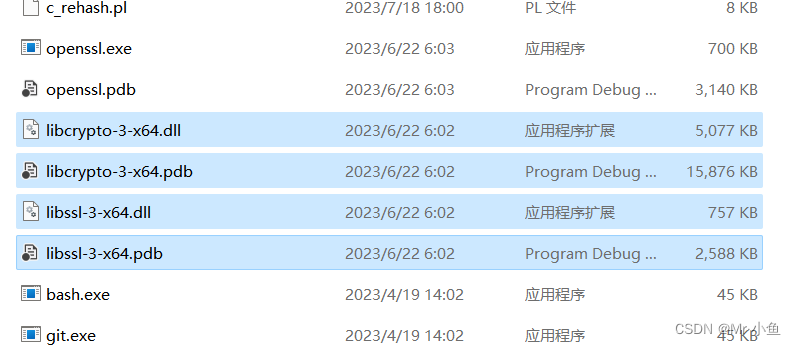 c_rehash.pl 2023/7/18 18:00 PL 文件 8 KB
openssl.exe 2023/6/22 6:03 应用程序 700 KB
openssl.pdb 2023/6/22 6:03 Program Debug ... 3,140 KB
libcrypto-3-x64.dll 2023/6/22 6:02 应用程序扩展 5,077 KB
libcrypto-3-x64.pdb 2023/6/22 6:02 Program Debug ... 15,876 KB
libssl-3-x64.dll 2023/6/22 6:02 应用程序扩展 757 KB
libssl-3-x64.pdb 2023/6/22 6:02 Program Debug ... 2,588 KB
bash.exe 2023/4/19 14:02 应用程序 45 KB
git.exe 2023/4/19 14:02 应用程序 45 KB
CSDN @Mr.小鱼